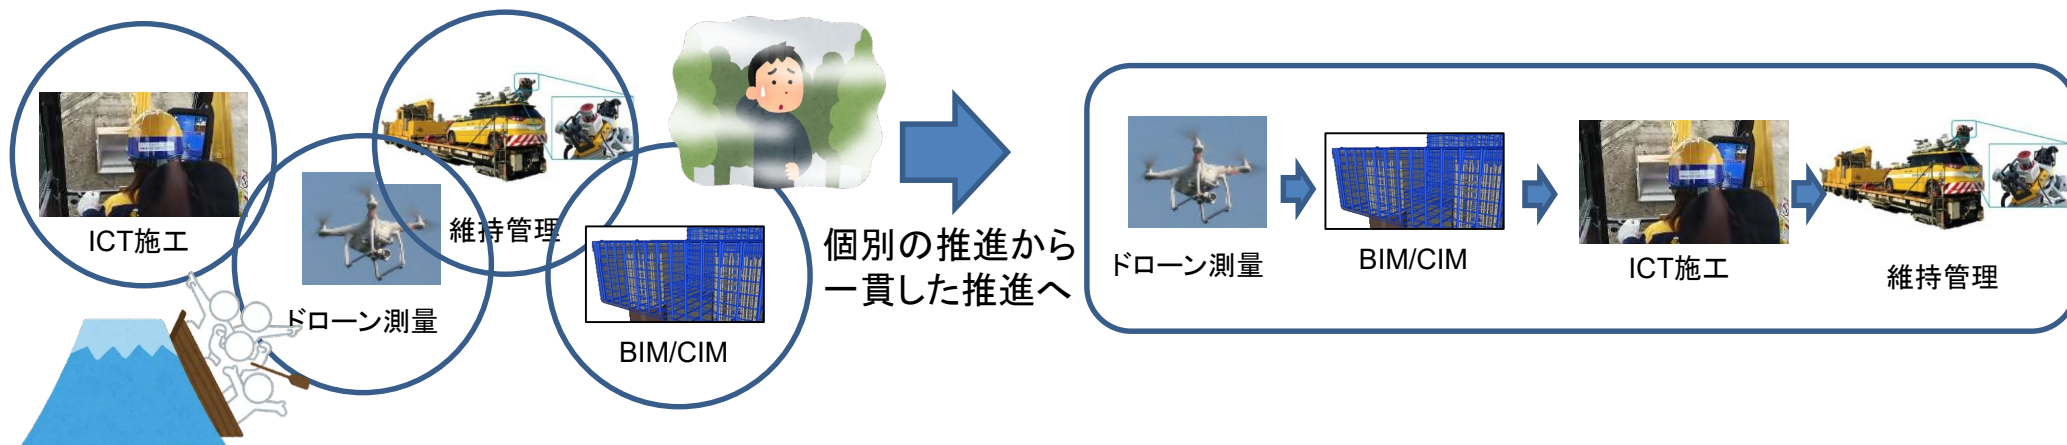 ICT施工
ドローン測量
維持管理
BIM/CIM
個別の推進から
一貫した推進へ
ドローン測量
BIM/CIM
ICT施工
維持管理